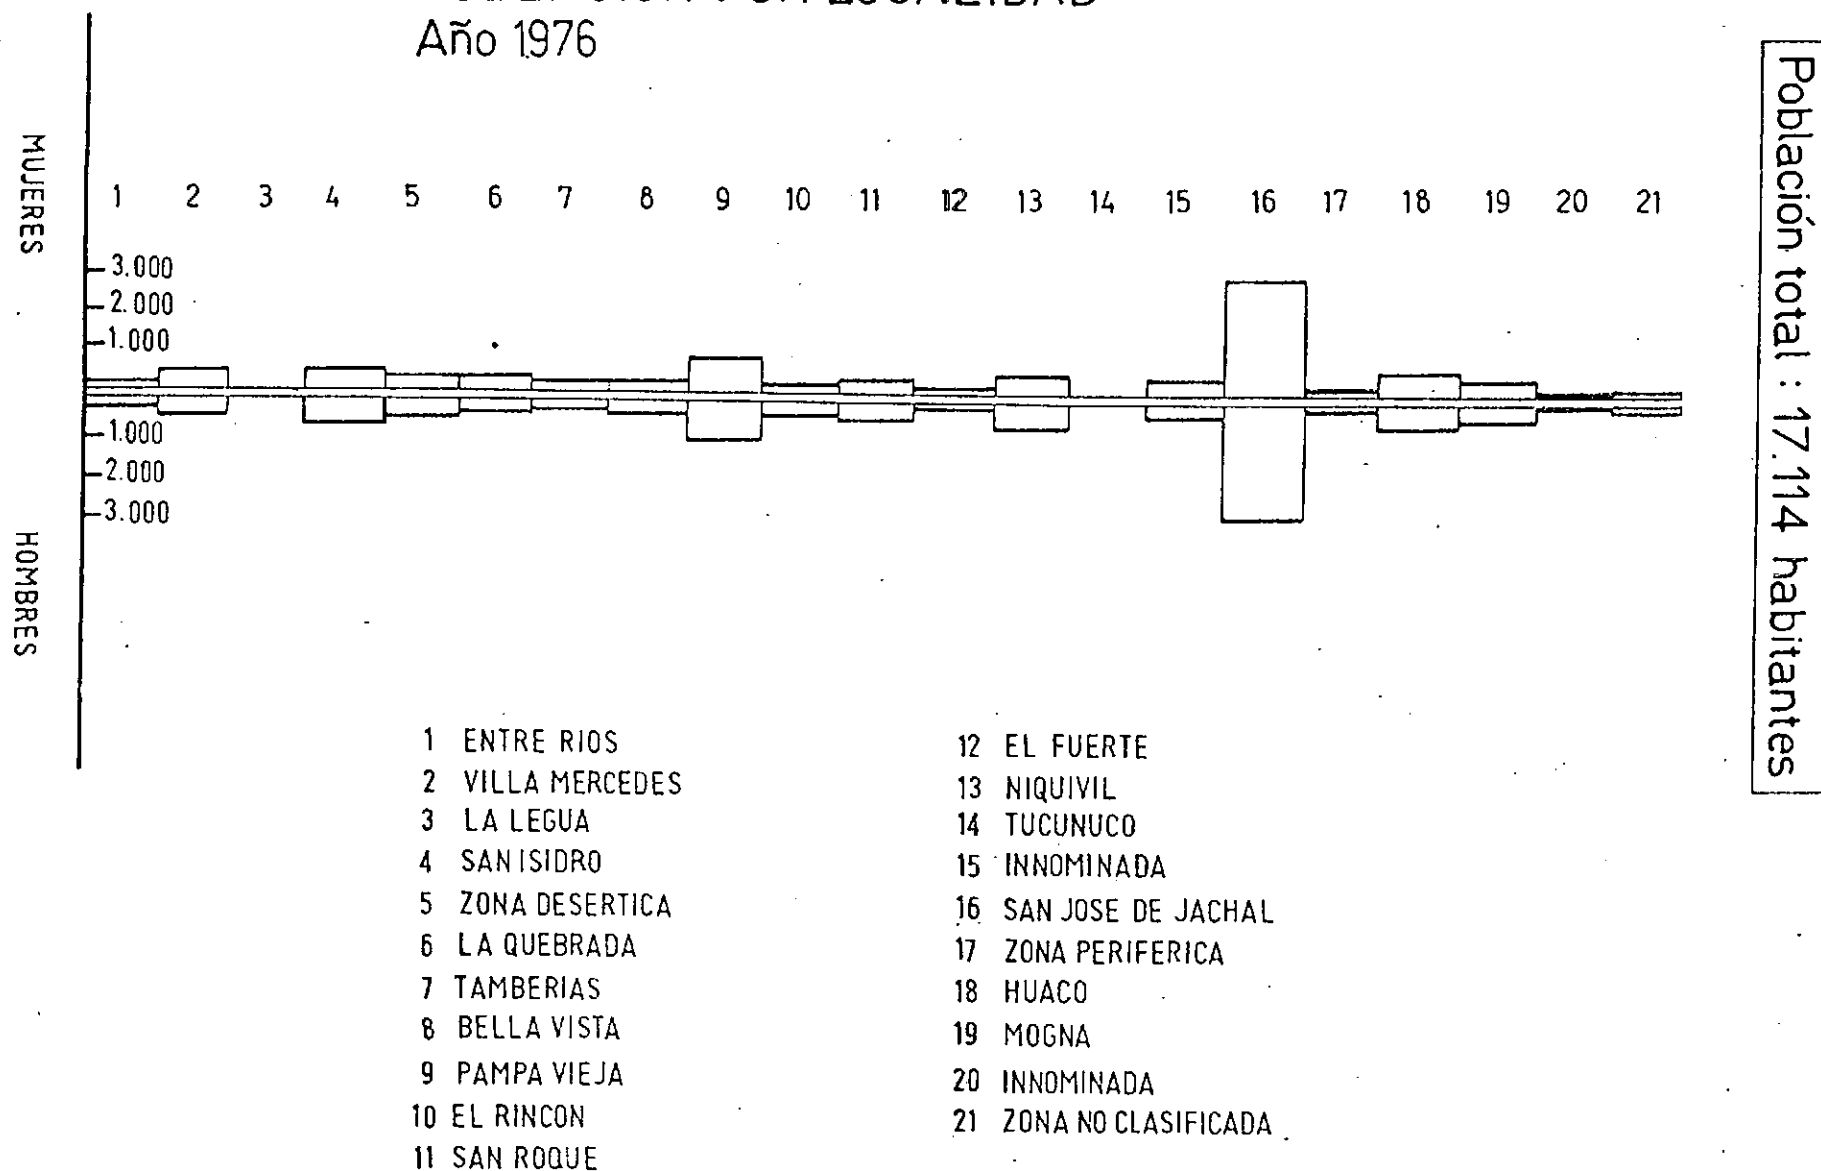 POR LOCALIDAD
Año 1976
Población total : 17.114 habitantes
MUJERES
1 2 3 4 5 6 7 8 9 10 11 12 13 14 15 16 17 18 19 20 21
3.000
2.000
1.000
1.000
2.000
3.000
HOMBRES
1 ENTRE RIOS
2 VILLA MERCEDES
3 LA LEGUA
4 SAN ISIDRO
5 ZONA DESERTICA
6 LA QUEBRADA
7 TAMBERIAS
8 BELLA VISTA
9 PAMPA VIEJA
10 EL RINCON
11 SAN ROQUE
12 EL FUERTE
13 NIQUIVIL
14 TUCUNUCO
15 INNOMINADA
16 SAN JOSE DE JACHAL
17 ZONA PERIFERICA
18 HUACO
19 MOGNA
20 INNOMINADA
21 ZONA NO CLASIFICADA